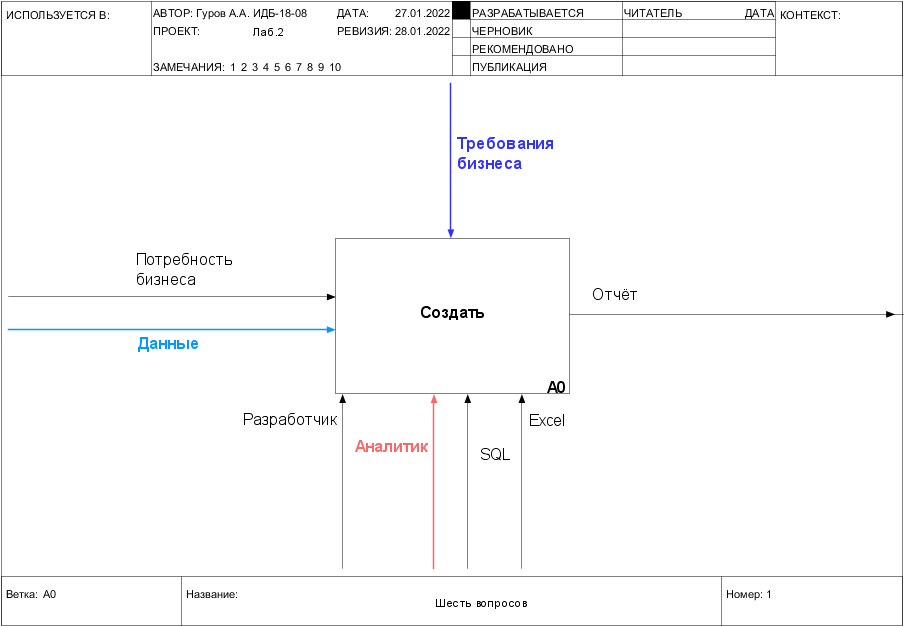 ИСПОЛЬЗУЕТСЯ В:
АВТОР: Гуров А.А. ИДБ-18-08
ДАТА: 27.01.2022
РАЗРАБАТЫВАЕТСЯ
ЧИТАТЕЛЬ
ДАТА
КОНТЕКСТ:
ПРОЕКТ: Лаб.2
РЕВИЗИЯ: 28.01.2022
ЧЕРНОВИК
РЕКОМЕНДОВАНО
ЗАМЕЧАНИЯ: 1 2 3 4 5 6 7 8 9 10
ПУБЛИКАЦИЯ
Требования
бизнеса
Потребность
бизнеса
Данные
Создать
A0
Отчёт
Разработчик
Аналитик
SQL
Excel
Ветка: A0
Название:
Шесть вопросов
Номер: 1